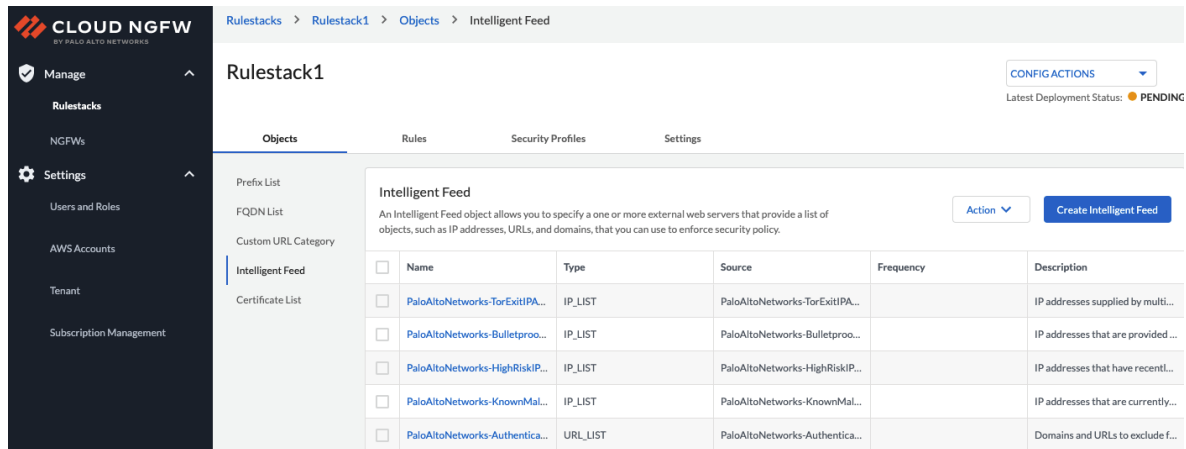 CLOUD NGFW
BY PALO ALTO NETWORKS
Manage
Rulestacks
NGFWs
Settings
Users and Roles
AWS Accounts
Tenant
Subscription Management
Rulestacks > Rulestack1 > Objects > Intelligent Feed
Rulestack1
CONFIG ACTIONS
Latest Deployment Status: PENDING
Objects Rules Security Profiles Settings
Prefix List
FQDN List
Custom URL Category
Intelligent Feed
Certificate List
Intelligent Feed
An Intelligent Feed object allows you to specify a one or more external web servers that provide a list of
objects, such as IP addresses, URLs, and domains, that you can use to enforce security policy.
Action
Create Intelligent Feed
Name Type Source Frequency Description
PaloAltoNetworks-TorExitIPA... IP_LIST PaloAltoNetworks-TorExitIPA... IP addresses supplied by multi...
PaloAltoNetworks-Bulletproo... IP_LIST PaloAltoNetworks-Bulletproo... IP addresses that are provided ...
PaloAltoNetworks-HighRiskIP... IP_LIST PaloAltoNetworks-HighRiskIP... IP addresses that have recentl...
PaloAltoNetworks-KnownMal... IP_LIST PaloAltoNetworks-KnownMal... IP addresses that are currently...
PaloAltoNetworks-Authentica... URL_LIST PaloAltoNetworks-Authentica... Domains and URLs to exclude f...